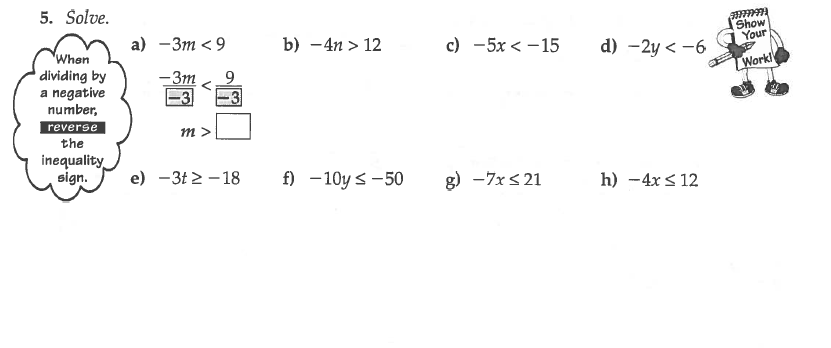 5. Solve.
When
dividing by
a negative
number,
reverse
the
inequality
sign.
a) −3m < 9
−3m/−3 < 9/−3
m >
b) −4n > 12
c) −5x < −15
d) −2y < −6
Show
Your
Work!
e) −3t ≥ −18
f) −10y ≤ −50
g) −7x ≤ 21
h) −4x ≤ 12